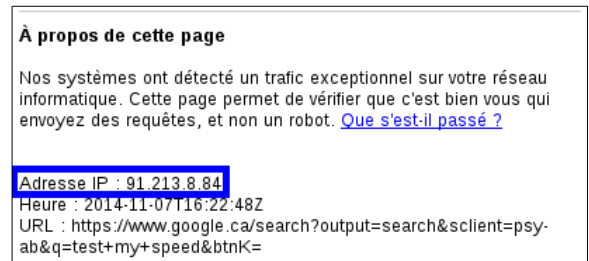 À propos de cette page
Nos systèmes ont détecté un trafic exceptionnel sur votre réseau
informatique. Cette page permet de vérifier que c'est bien vous qui
envoyez des requêtes, et non un robot. Que s'est-il passé ?
Adresse IP : 91.213.8.84
Heure : 2014-11-07T16:22:48Z
URL : https://www.google.ca/search?output=search&sclient=psy-
ab&q=test+my+speed&btnK=